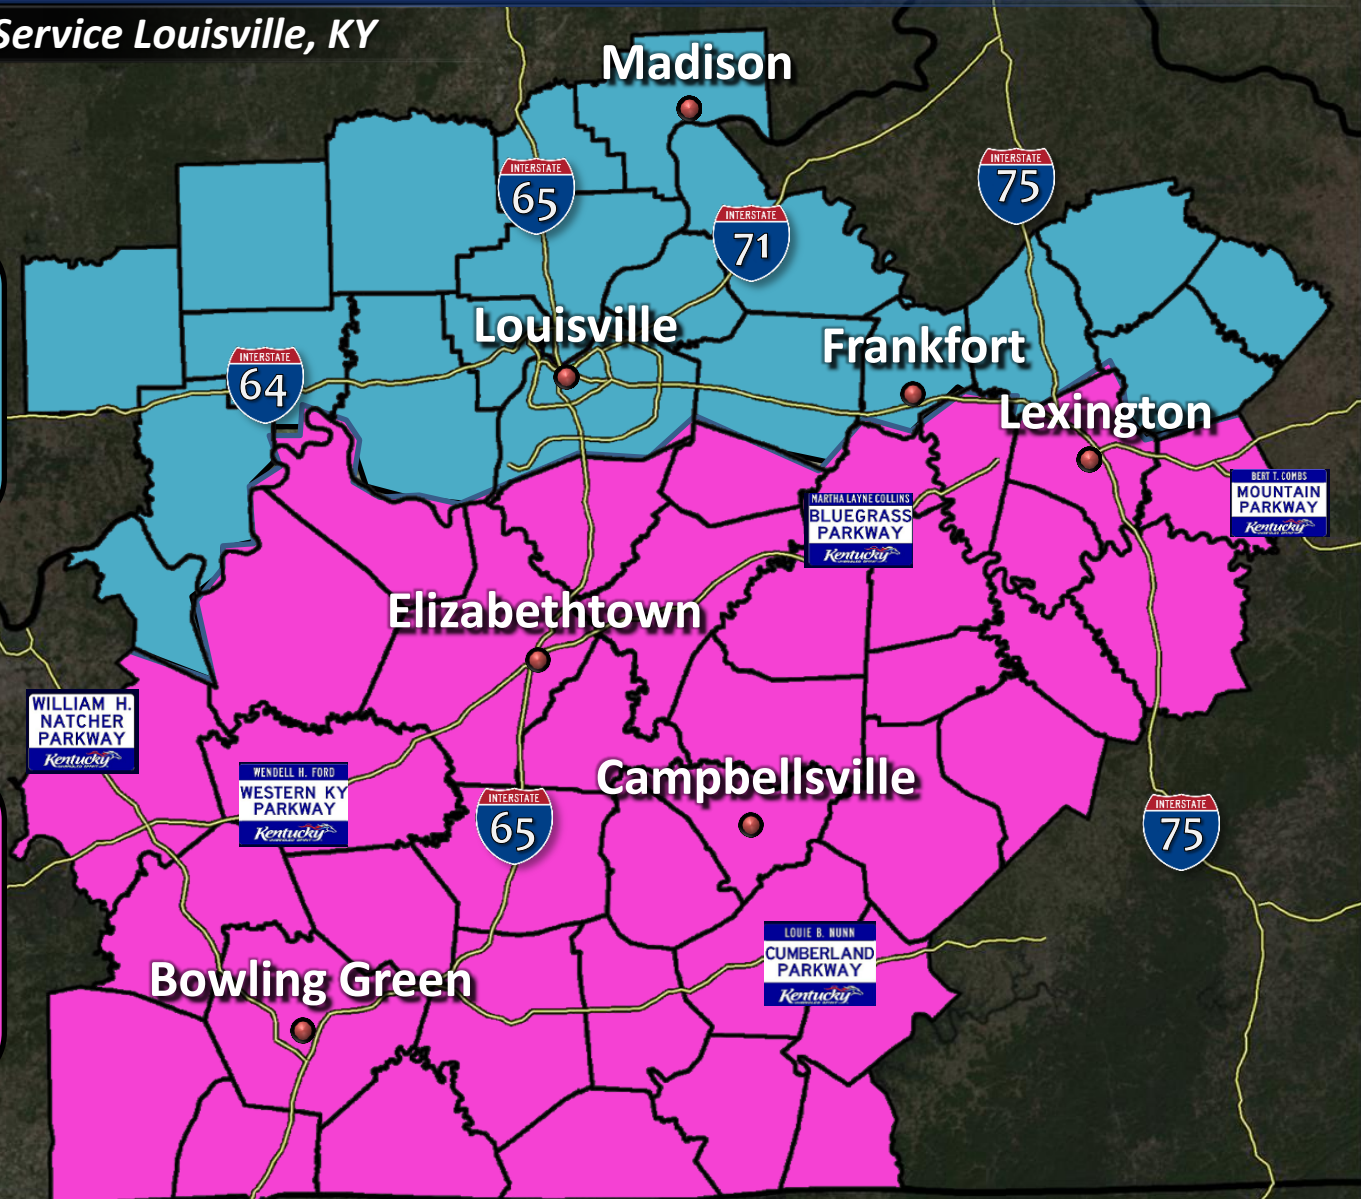 Service Louisville, KY
Madison
INTERSTATE
65
INTERSTATE
75
INTERSTATE
71
Louisville
Frankfort
INTERSTATE
64
Lexington
BERT T. COMBS
MOUNTAIN
PARKWAY
Kentucky
MARTHA LAYNE COLLINS
BLUEGRASS
PARKWAY
Kentucky
Elizabethtown
WILLIAM H.
NATCHER
PARKWAY
Kentucky
WENDELL H. FORD
WESTERN KY
PARKWAY
Kentucky
Campbellsville
INTERSTATE
65
INTERSTATE
75
LOUIE B. NUNN
CUMBERLAND
PARKWAY
Kentucky
Bowling Green